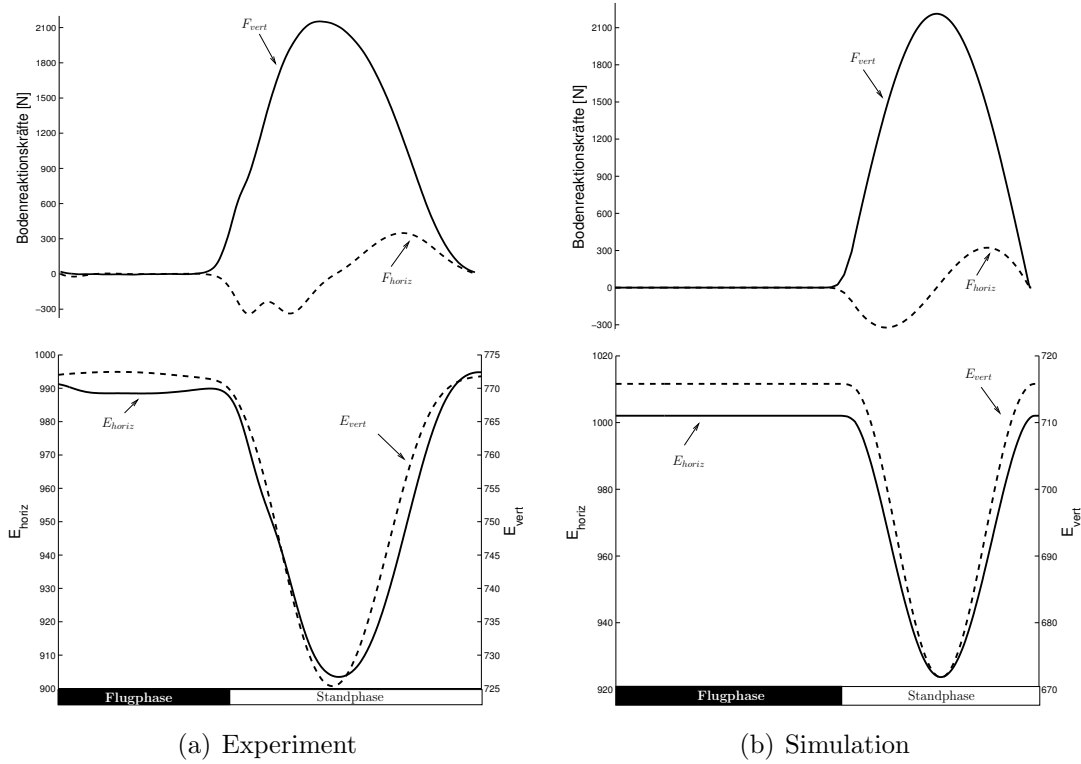 2100
1800
1500
1200
900
600
300
0
−300
Bodenreaktionskräfte [N]
F_vert
F_horiz
2100
1800
1500
1200
900
600
300
0
−300
Bodenreaktionskräfte [N]
F_vert
F_horiz
1000
990
980
970
960
950
940
930
920
910
900
E_horiz
775
770
765
760
755
750
745
740
735
730
725
E_vert
E_horiz
E_vert
Flugphase
Standphase
1020
1000
980
960
940
920
E_horiz
720
710
700
690
680
670
E_vert
E_vert
E_horiz
Flugphase
Standphase
(a) Experiment
(b) Simulation